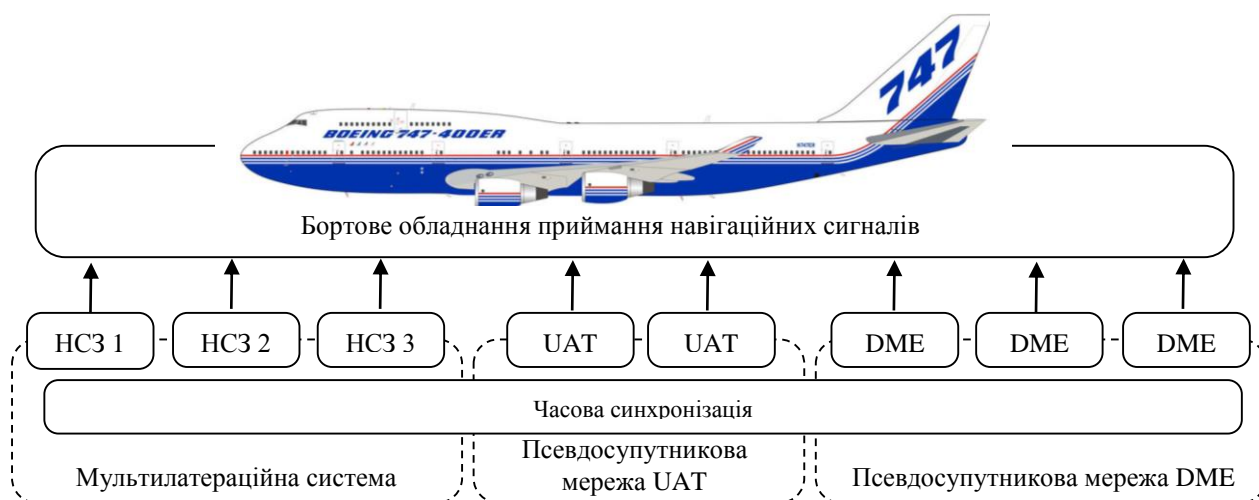 747
BOEING 747-400ER
Бортове обладнання приймання навігаційних сигналів
НСЗ 1
НСЗ 2
НСЗ 3
UAT
UAT
DME
DME
DME
Часова синхронізація
Мультилатераційна система
Псевдосупутникова
мережа UAT
Псевдосупутникова мережа DME